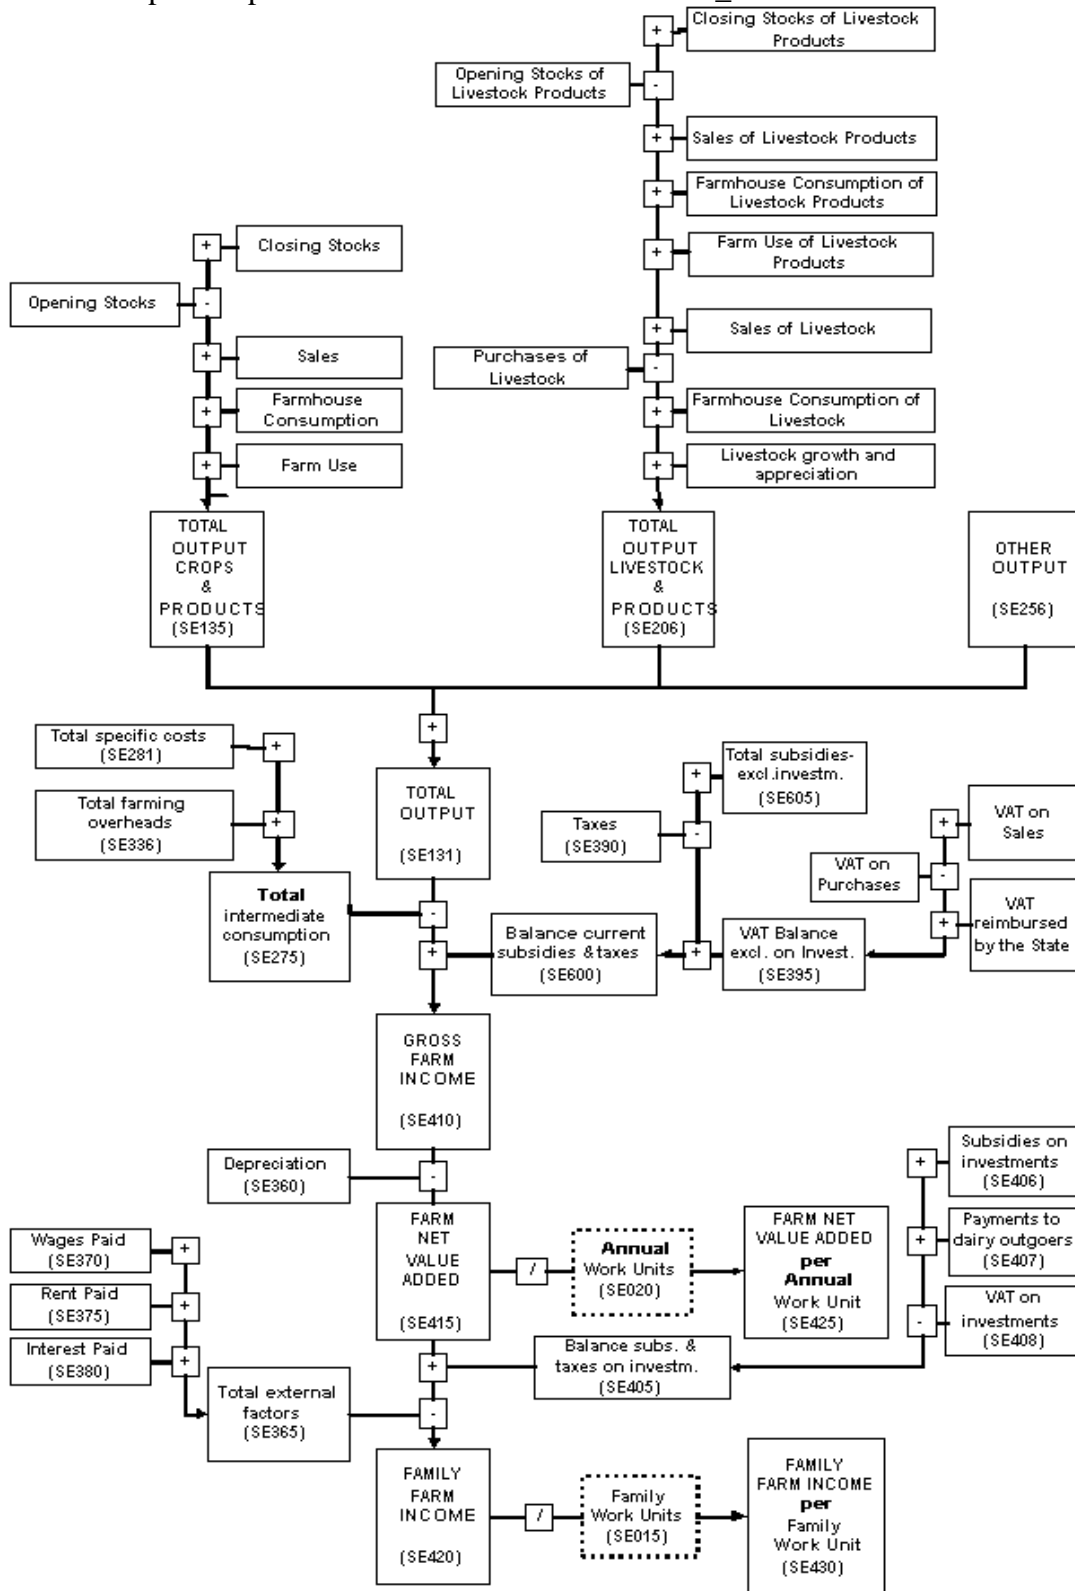 +
Closing Stocks of Livestock
Products
Opening Stocks of
Livestock Products
-
+
Sales of Livestock Products
+
Farmhouse Consumption of
Livestock Products
+
Closing Stocks
+
Farm Use of Livestock
Products
Opening Stocks
-
+
Sales of Livestock
+
Sales
Purchases of
Livestock
-
+
Farmhouse
Consumption
+
Farmhouse Consumption of
Livestock
+
Farm Use
+
Livestock growth and
appreciation
TOTAL
OUTPUT
CROPS
&
PRODUCTS
(SE135)
TOTAL
OUTPUT
LIVESTOCK
&
PRODUCTS
(SE206)
OTHER
OUTPUT
(SE256)
+
Total specific costs
(SE281)
+
Total farming
overheads
(SE336)
+
TOTAL
OUTPUT
(SE131)
+
Total subsidies-
excl.investm.
(SE605)
Taxes
(SE390)
-
+
VAT on
Sales
VAT on
Purchases
-
+
VAT
reimbursed
by the State
Total
intermediate
consumption
(SE275)
-
+
Balance current
subsidies & taxes
(SE600)
+
VAT Balance
excl. on Invest.
(SE395)
GROSS
FARM
INCOME
(SE410)
Depreciation
(SE360)
-
+
Subsidies on
investments
(SE406)
Wages Paid
(SE370)
+
FARM
NET
VALUE
ADDED
(SE415)
/
Annual
Work Units
(SE020)
FARM NET
VALUE ADDED
per
Annual
Work Unit
(SE425)
+
Payments to
dairy outgoers
(SE407)
Rent Paid
(SE375)
+
-
VAT on
investments
(SE408)
Interest Paid
(SE380)
+
+
Balance subs. &
taxes on investm.
(SE405)
Total external
factors
(SE365)
-
FAMILY
FARM
INCOME
(SE420)
/
Family
Work Units
(SE015)
FAMILY
FARM INCOME
per
Family
Work Unit
(SE430)